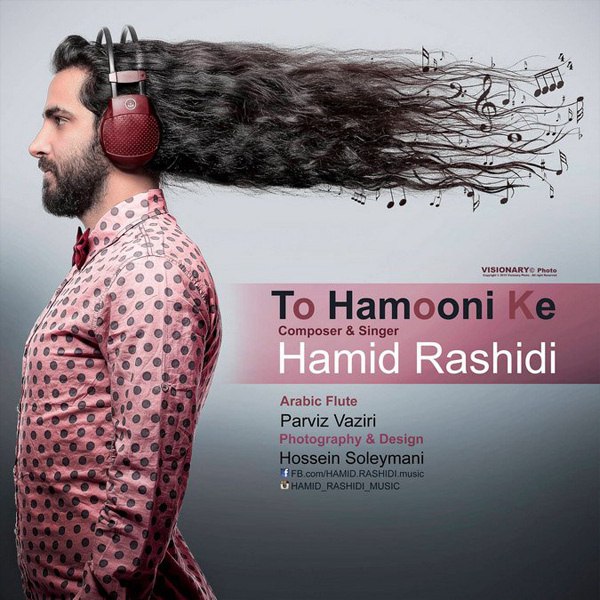 VISIONARY© Photo
To Hamooni Ke
Composer & Singer
Hamid Rashidi
Arabic Flute
Parviz Vaziri
Photography & Design
Hossein Soleymani
FB.com/HAMID.RASHIDI.music
HAMID_RASHIDI_MUSIC